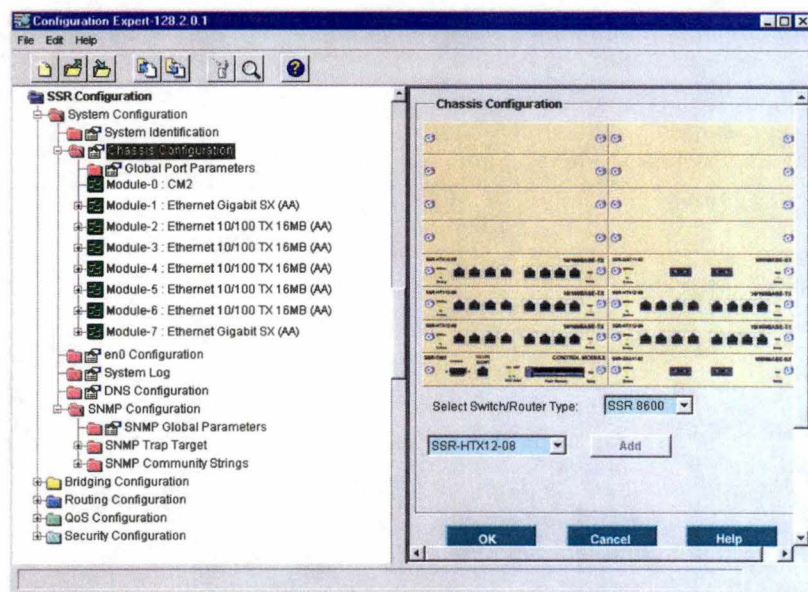 Configuration Expert-128.2.0.1
File Edit Help
SSR Configuration
System Configuration
System Identification
Chassis Configuration
Global Port Parameters
Module-0 : CM2
Module-1 : Ethernet Gigabit SX (AA)
Module-2 : Ethernet 10/100 TX 16MB (AA)
Module-3 : Ethernet 10/100 TX 16MB (AA)
Module-4 : Ethernet 10/100 TX 16MB (AA)
Module-5 : Ethernet 10/100 TX 16MB (AA)
Module-6 : Ethernet 10/100 TX 16MB (AA)
Module-7 : Ethernet Gigabit SX (AA)
en0 Configuration
System Log
DNS Configuration
SNMP Configuration
SNMP Global Parameters
SNMP Trap Target
SNMP Community Strings
Bridging Configuration
Routing Configuration
QoS Configuration
Security Configuration
Chassis Configuration
CONTROL MODULE
Select Switch/Router Type: SSR 8600
SSR-HTX12-08 Add
OK Cancel Help